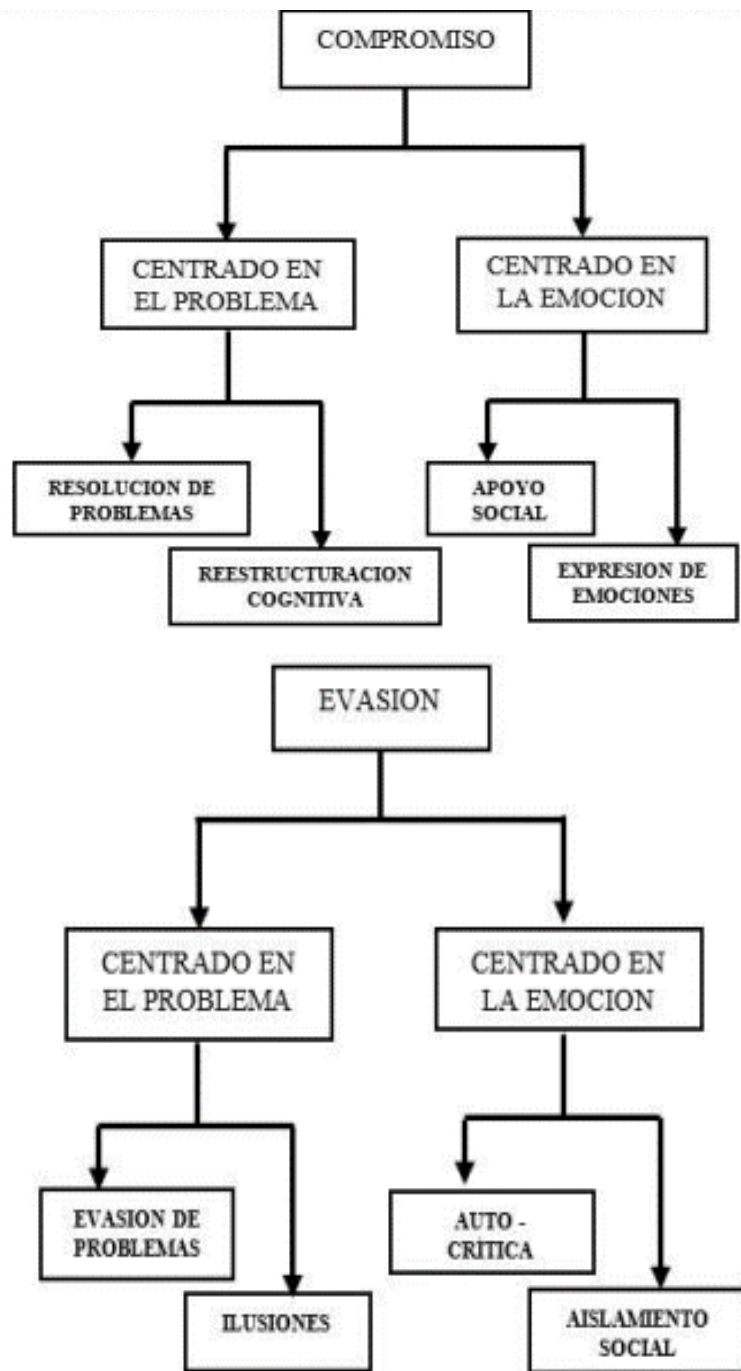 COMPROMISO
CENTRADO EN
EL PROBLEMA
CENTRADO EN
LA EMOCION
RESOLUCION DE
PROBLEMAS
REESTRUCTURACION
COGNITIVA
APOYO
SOCIAL
EXPRESION DE
EMOCIONES
EVASION
CENTRADO EN
EL PROBLEMA
CENTRADO EN
LA EMOCION
EVASION DE
PROBLEMAS
ILUSIONES
AUTO -
CRÍTICA
AISLAMIENTO
SOCIAL